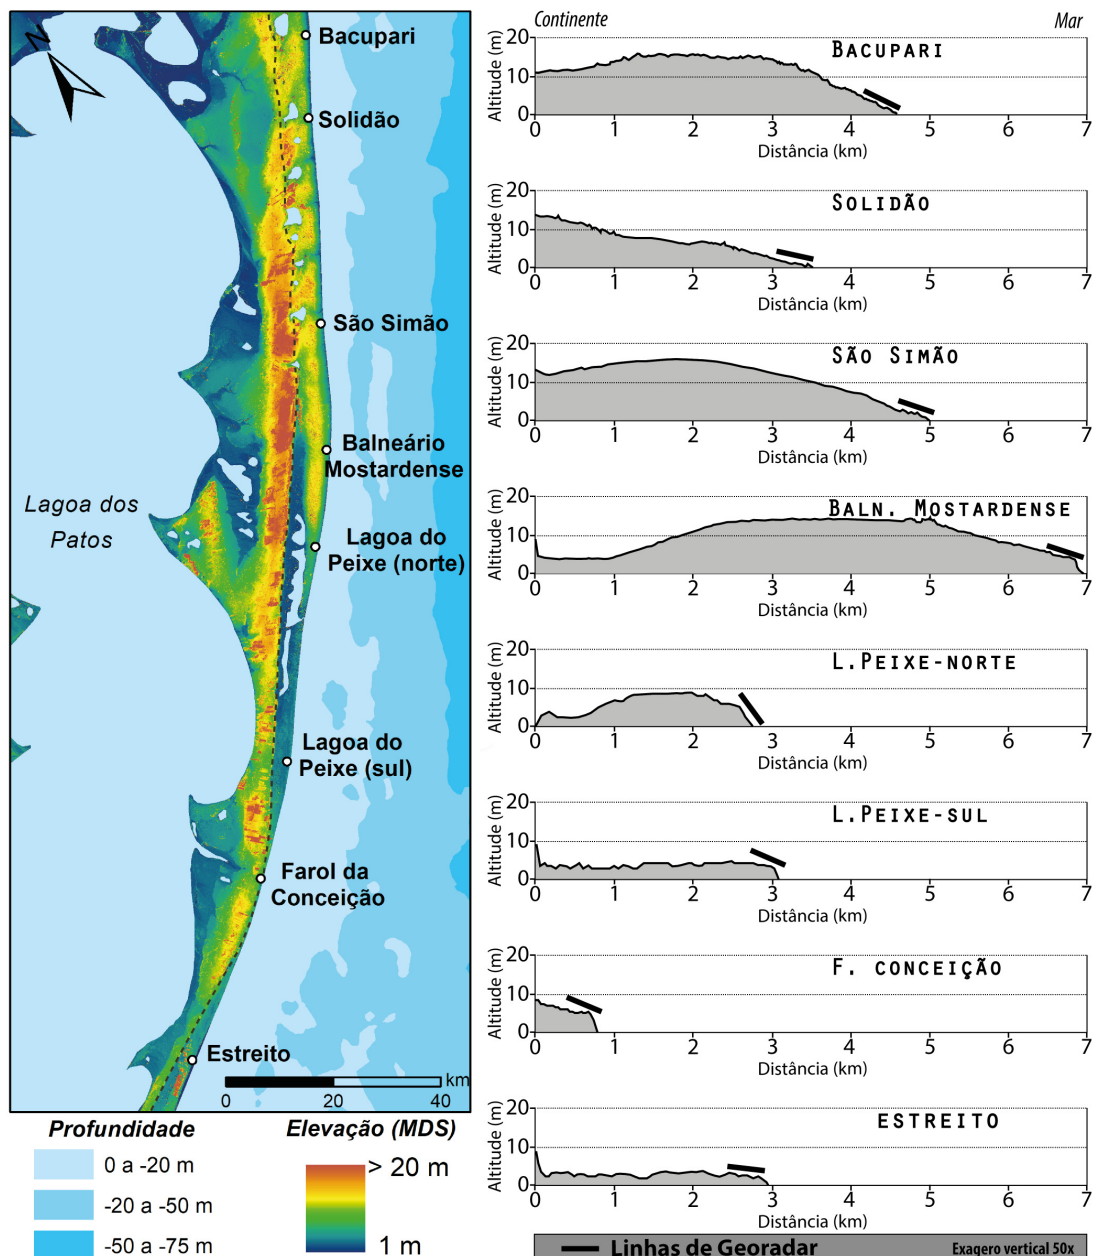 N
Bacupari
Solidão
São Simão
Balneário
Mostardense
Lagoa dos
Patos
Lagoa do
Peixe (norte)
Lagoa do
Peixe (sul)
Farol da
Conceição
Estreito
km
0 20 40
Profundidade
0 a -20 m
-20 a -50 m
-50 a -75 m
Elevação (MDS)
> 20 m
1 m
Continente Mar
BACUPARI
Altitude (m)
20
10
0
0 1 2 3 4 5 6 7
Distância (km)
SOLIDÃO
Altitude (m)
20
10
0
0 1 2 3 4 5 6 7
Distância (km)
SÃO SIMÃO
Altitude (m)
20
10
0
0 1 2 3 4 5 6 7
Distância (km)
BALN. MOSTARDENSE
Altitude (m)
20
10
0
0 1 2 3 4 5 6 7
Distância (km)
L.PEIXE-NORTE
Altitude (m)
20
10
0
0 1 2 3 4 5 6 7
Distância (km)
L.PEIXE-SUL
Altitude (m)
20
10
0
0 1 2 3 4 5 6 7
Distância (km)
F. CONCEIÇÃO
Altitude (m)
20
10
0
0 1 2 3 4 5 6 7
Distância (km)
ESTREITO
Altitude (m)
20
10
0
0 1 2 3 4 5 6 7
Distância (km)
Linhas de Georadar
Exagero vertical 50x